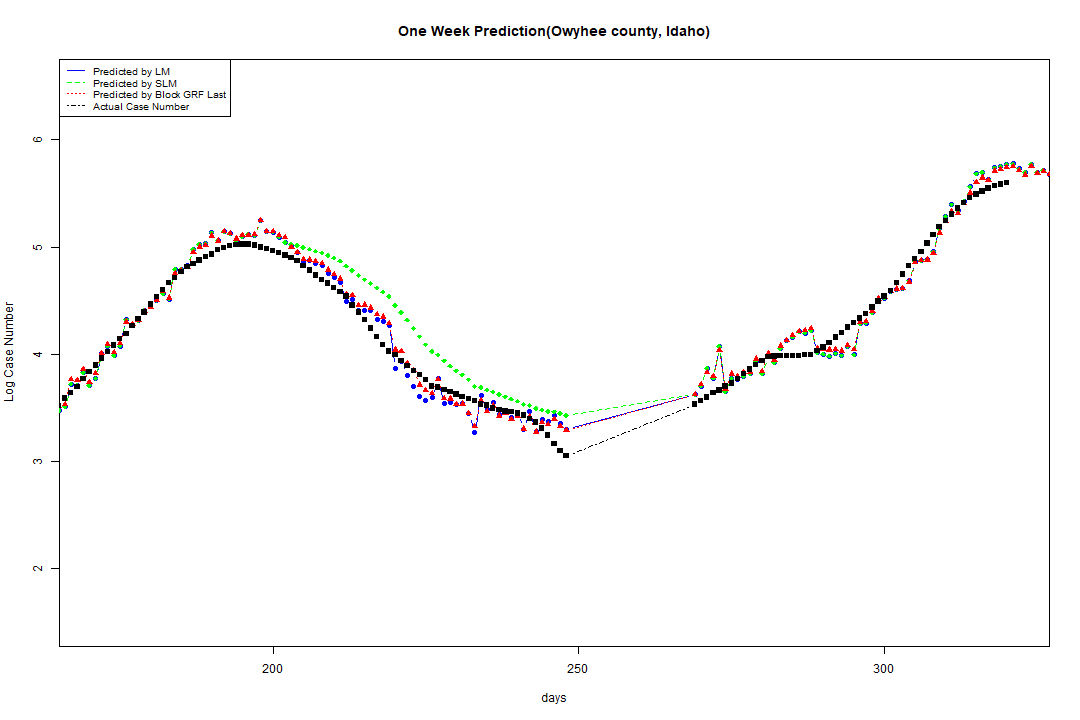 One Week Prediction(Owyhee county, Idaho)
Predicted by LM
Predicted by SLM
Predicted by Block GRF Last
Actual Case Number
6
5
4
3
2
Log Case Number
200
250
300
days